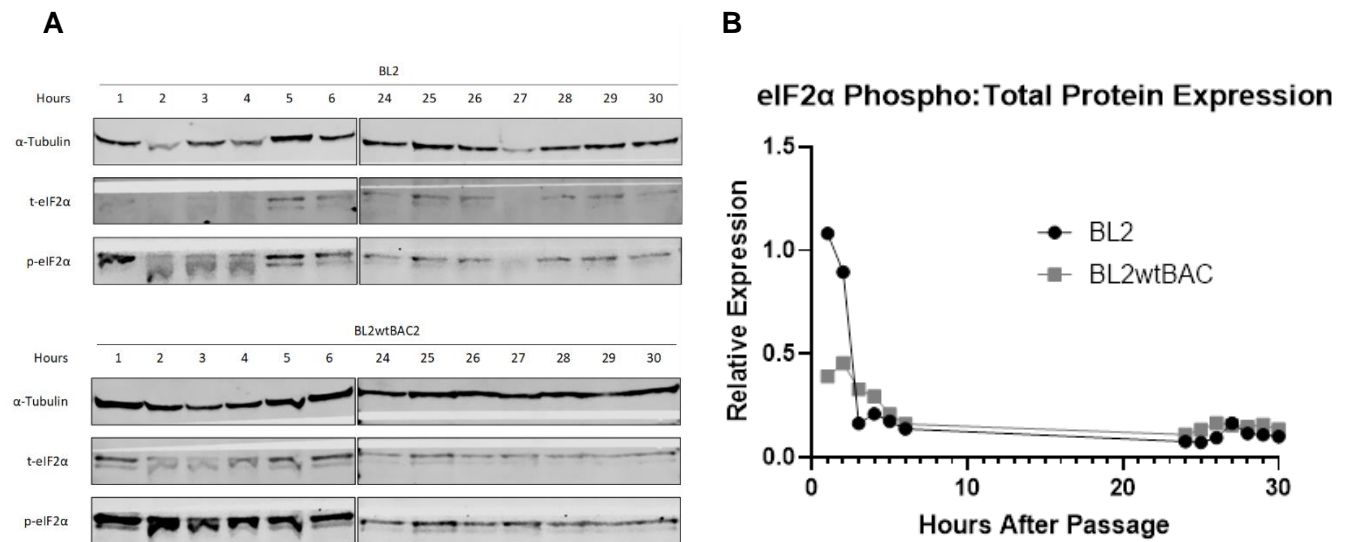 A
BL2
Hours 1 2 3 4 5 6 24 25 26 27 28 29 30
α-Tubulin
t-eIF2α
p-eIF2α
BL2wtBAC2
Hours 1 2 3 4 5 6 24 25 26 27 28 29 30
α-Tubulin
t-eIF2α
p-eIF2α
B
eIF2α Phospho:Total Protein Expression
Relative Expression
1.5
1.0
0.5
0.0
BL2
BL2wtBAC
0 10 20 30
Hours After Passage